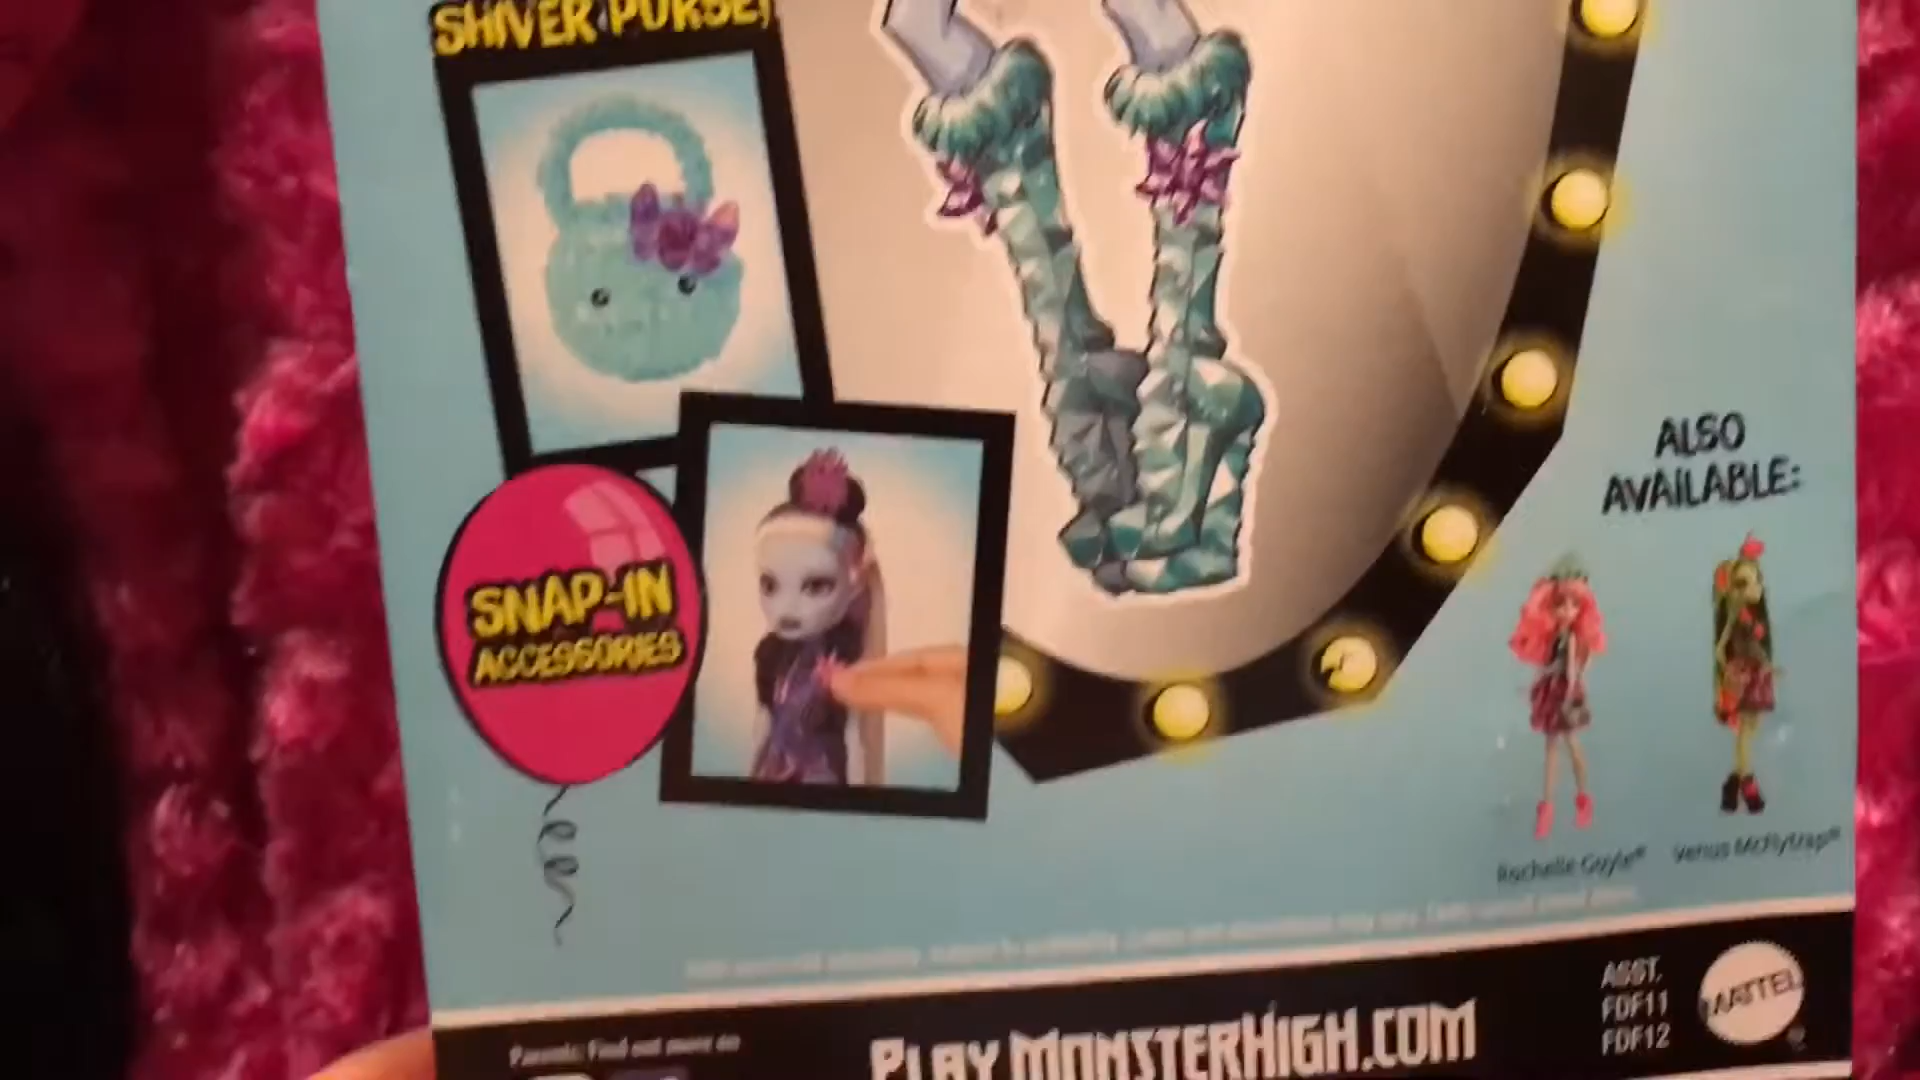 SHIVER PURSE!
SNAP-IN
ACCESSORIES
ALSO
AVAILABLE:
Rochelle Goyle®
Venus McFlytrap®
Parents: Find out more at
PLAY MONSTERHIGH.COM
ASST.
FDF11
FDF12
MATTEL